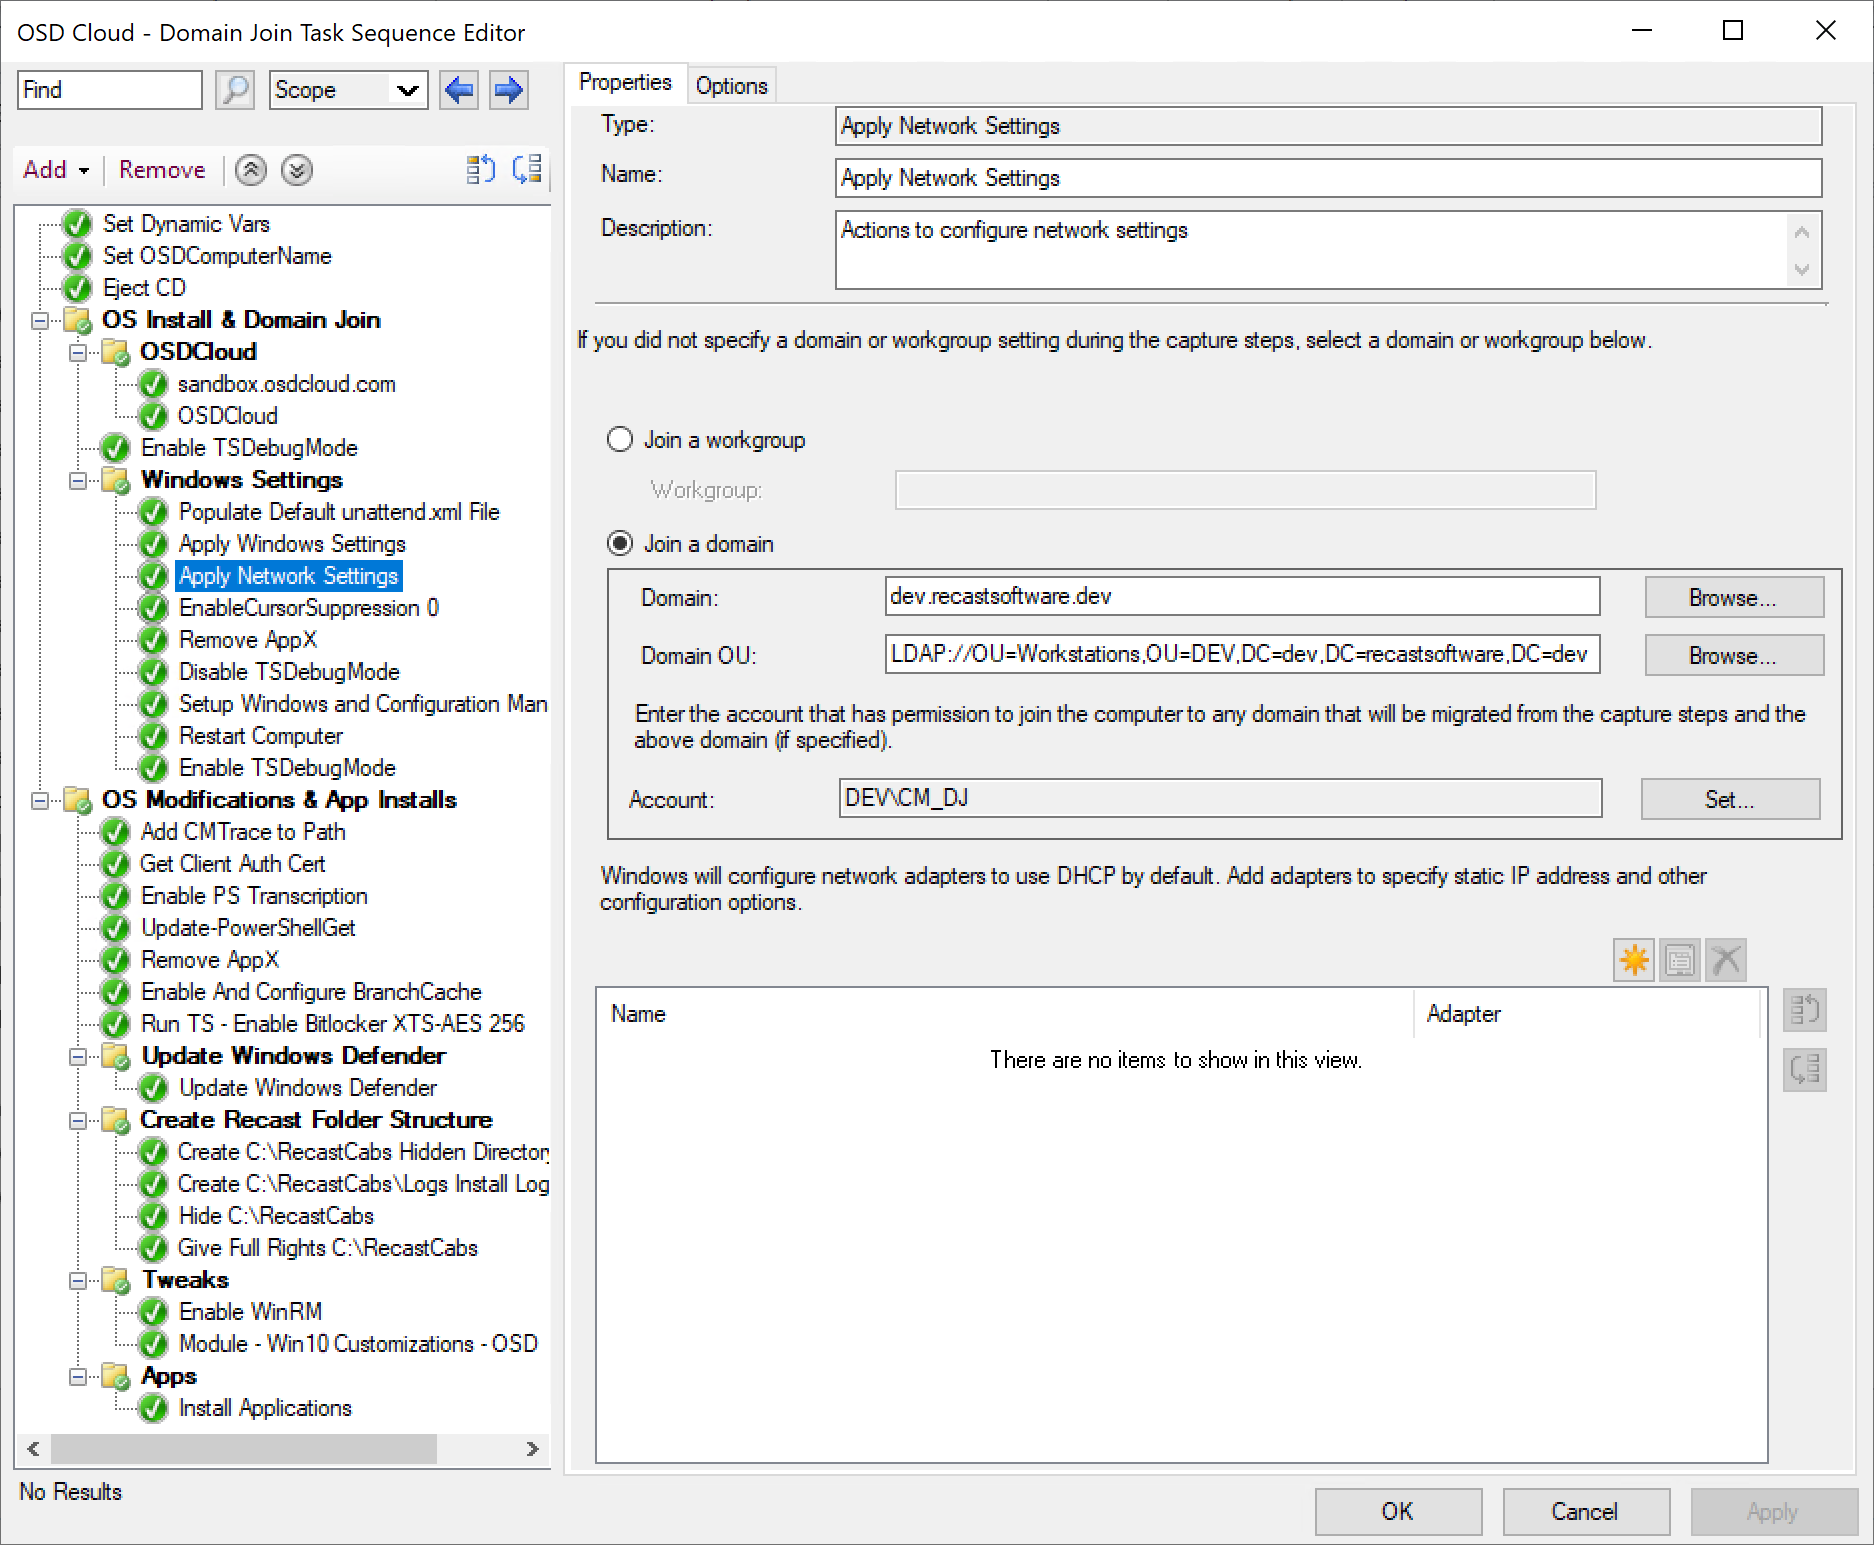 OSD Cloud - Domain Join Task Sequence Editor
Find
Scope
Add
Remove
Set Dynamic Vars
Set OSDComputerName
Eject CD
OS Install & Domain Join
OSDCloud
sandbox.osdcloud.com
OSDCloud
Enable TSDebugMode
Windows Settings
Populate Default unattend.xml File
Apply Windows Settings
Apply Network Settings
EnableCursorSuppression 0
Remove AppX
Disable TSDebugMode
Setup Windows and Configuration Man
Restart Computer
Enable TSDebugMode
OS Modifications & App Installs
Add CMTrace to Path
Get Client Auth Cert
Enable PS Transcription
Update-PowerShellGet
Remove AppX
Enable And Configure BranchCache
Run TS - Enable Bitlocker XTS-AES 256
Update Windows Defender
Update Windows Defender
Create Recast Folder Structure
Create C:\RecastCabs Hidden Directory
Create C:\RecastCabs\Logs Install Log
Hide C:\RecastCabs
Give Full Rights C:\RecastCabs
Tweaks
Enable WinRM
Module - Win10 Customizations - OSD
Apps
Install Applications
No Results
Properties
Options
Type:
Apply Network Settings
Name:
Apply Network Settings
Description:
Actions to configure network settings
If you did not specify a domain or workgroup setting during the capture steps, select a domain or workgroup below.
Join a workgroup
Workgroup:
Join a domain
Domain:
dev.recastsoftware.dev
Browse...
Domain OU:
LDAP://OU=Workstations,OU=DEV,DC=dev,DC=recastsoftware,DC=dev
Browse...
Enter the account that has permission to join the computer to any domain that will be migrated from the capture steps and the
above domain (if specified).
Account:
DEV\CM_DJ
Set...
Windows will configure network adapters to use DHCP by default. Add adapters to specify static IP address and other
configuration options.
Name
Adapter
There are no items to show in this view.
OK
Cancel
Apply